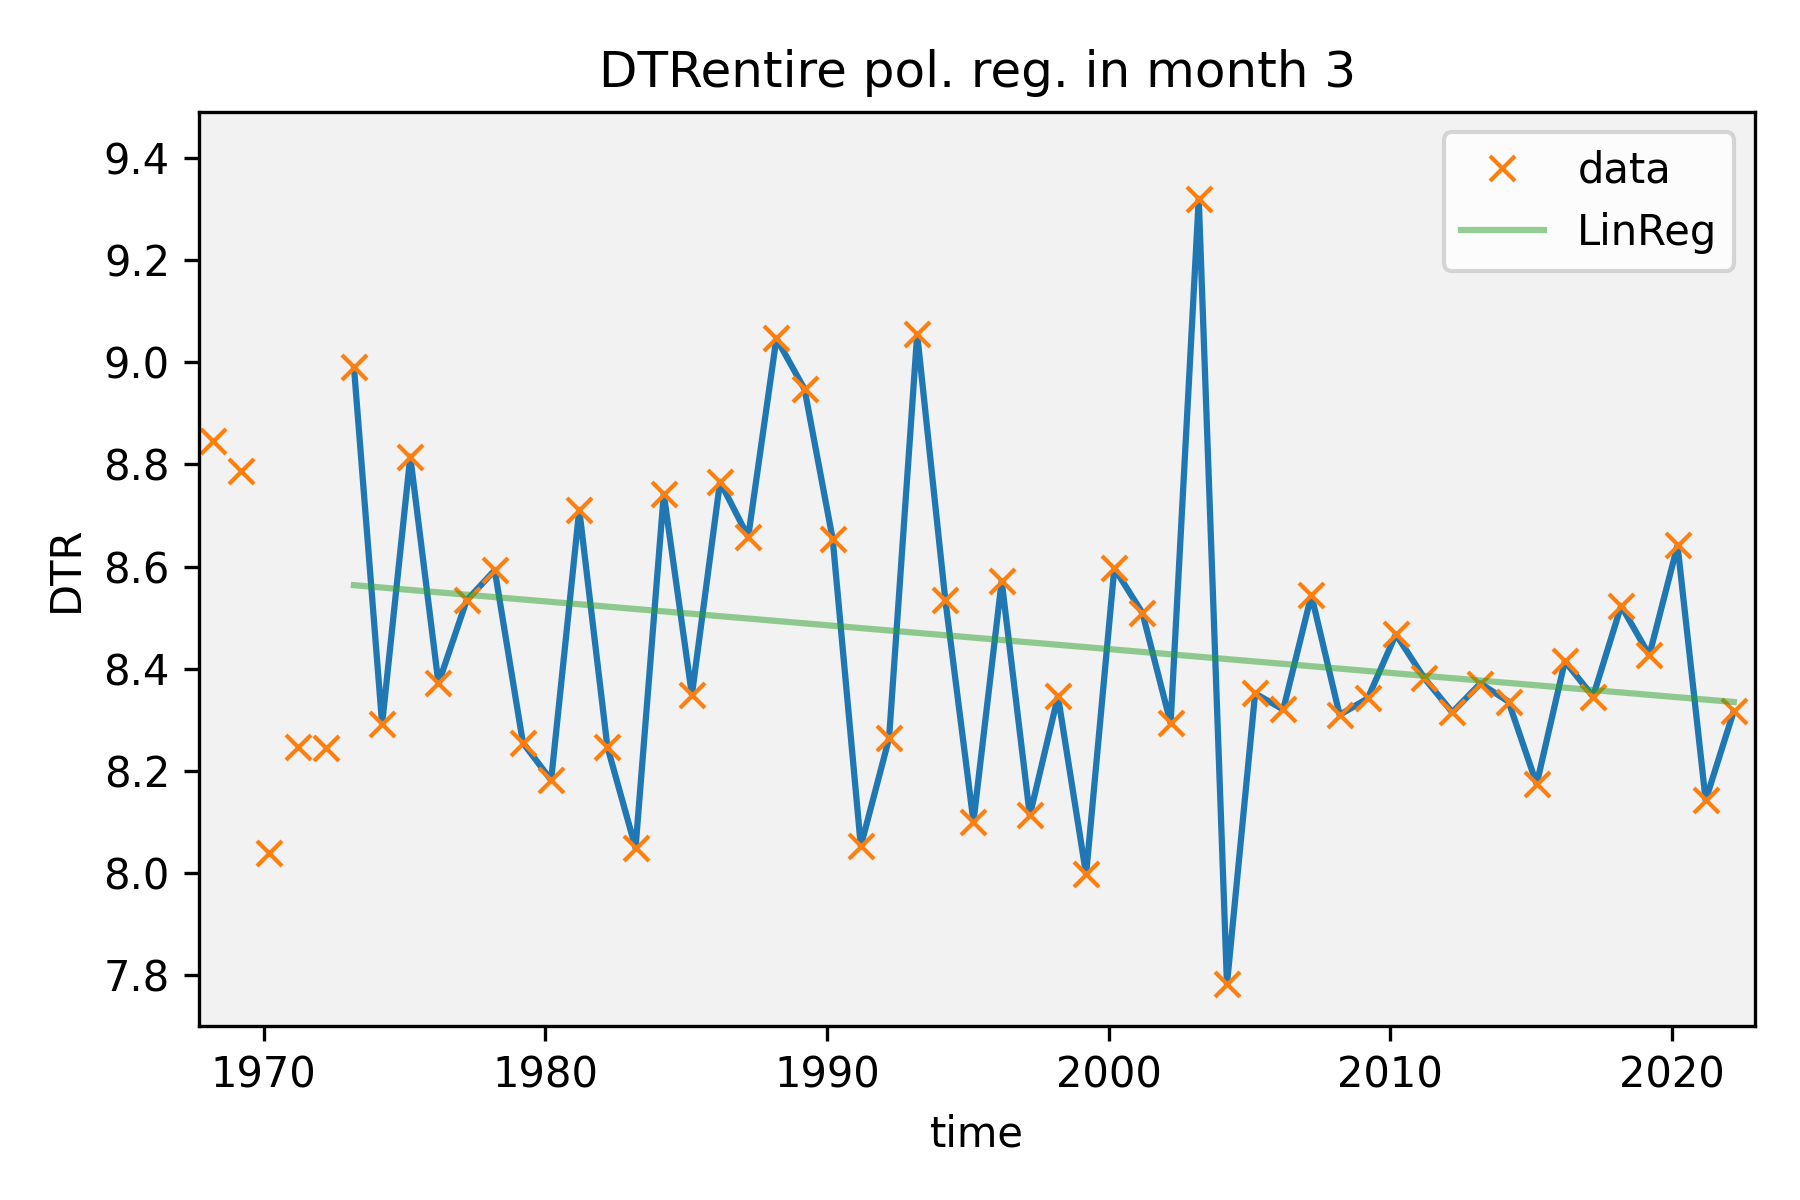 DTRentire pol. reg. in month 3
data
LinReg
DTR
9.4
9.2
9.0
8.8
8.6
8.4
8.2
8.0
7.8
1970 1980 1990 2000 2010 2020
time